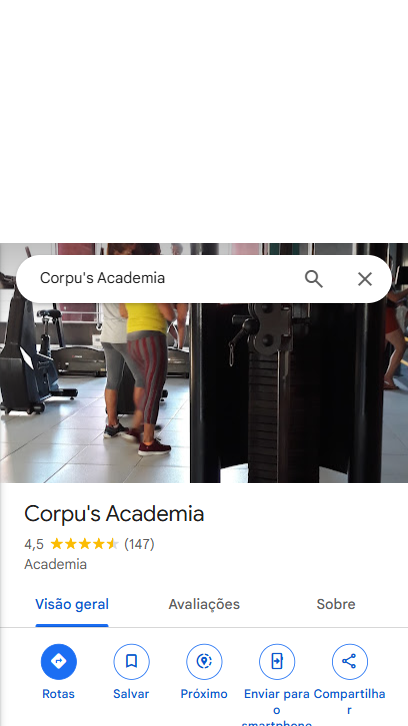 Corpu's Academia
Corpu's Academia
4,5 (147)
Academia
Visão geral Avaliações Sobre
Rotas Salvar Próximo Enviar para o smartphone Compartilhar